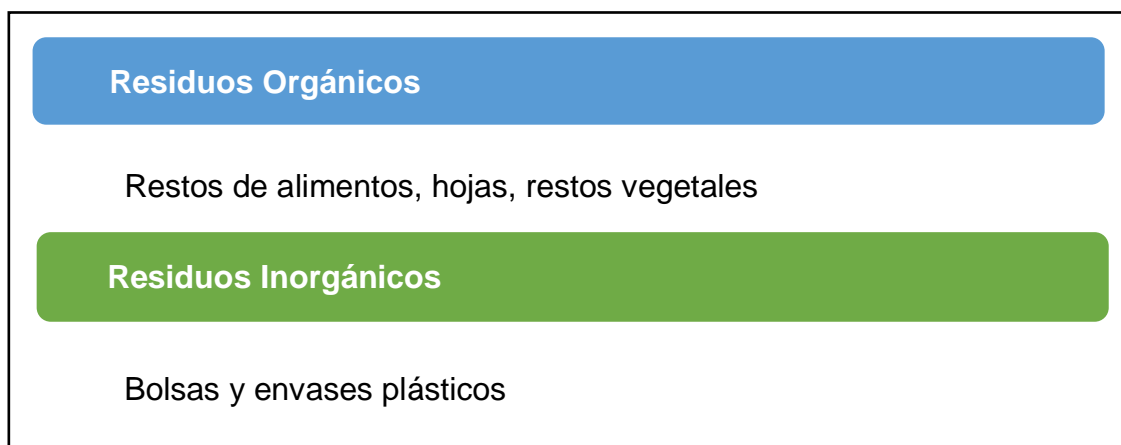 Residuos Orgánicos
Restos de alimentos, hojas, restos vegetales
Residuos Inorgánicos
Bolsas y envases plásticos